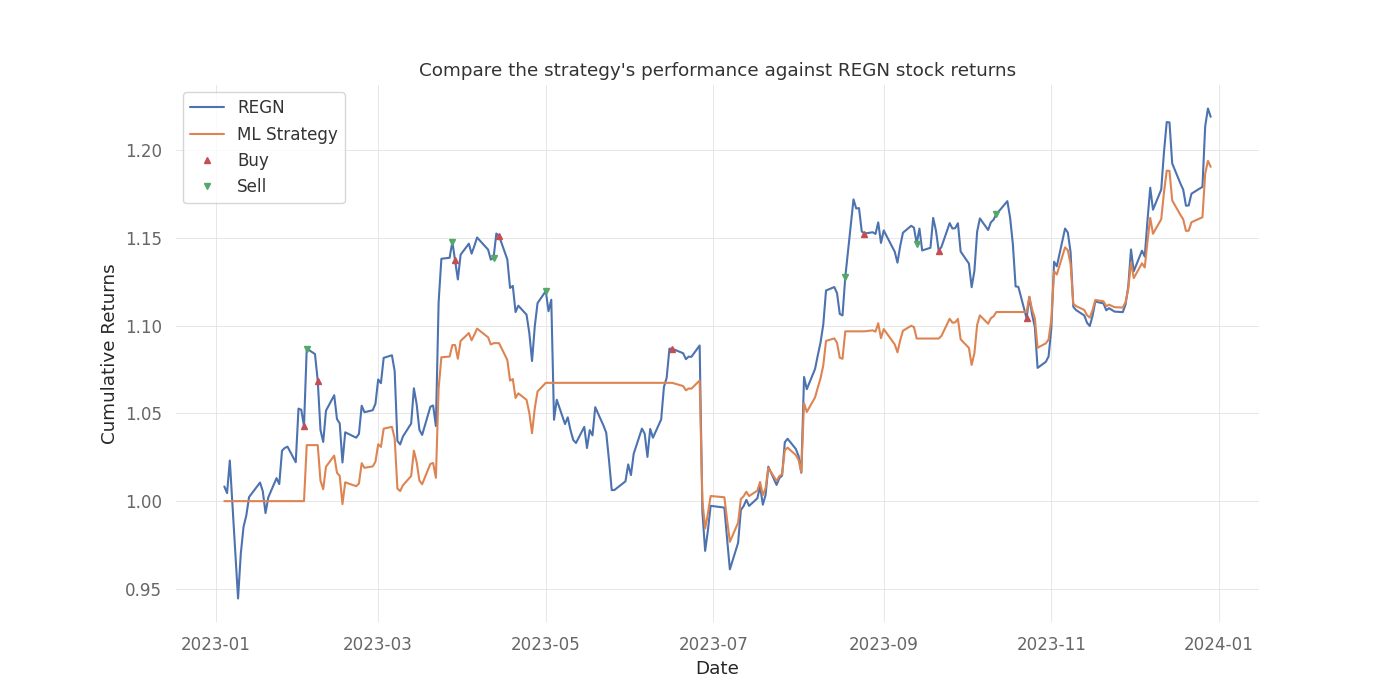 Compare the strategy's performance against REGN stock returns
REGN
ML Strategy
Buy
Sell
Cumulative Returns
1.20
1.15
1.10
1.05
1.00
0.95
2023-01 2023-03 2023-05 2023-07 2023-09 2023-11 2024-01
Date